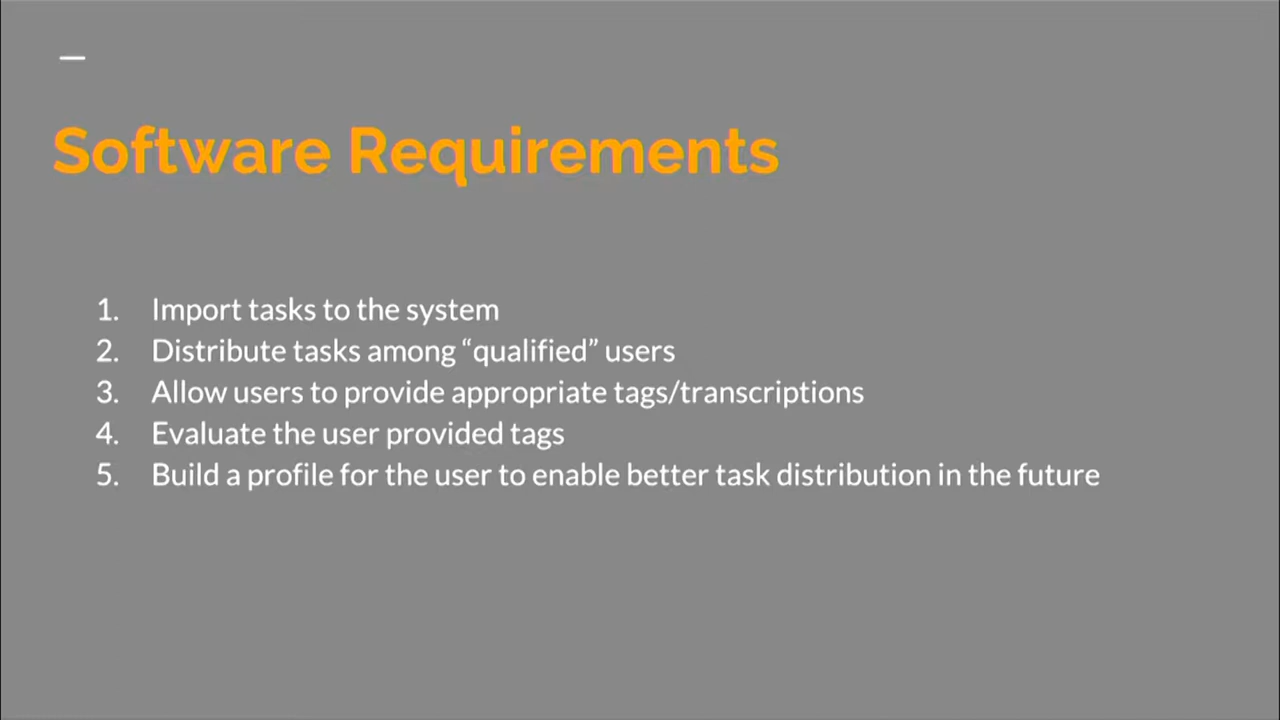 Software Requirements
1. Import tasks to the system
2. Distribute tasks among “qualified” users
3. Allow users to provide appropriate tags/transcriptions
4. Evaluate the user provided tags
5. Build a profile for the user to enable better task distribution in the future